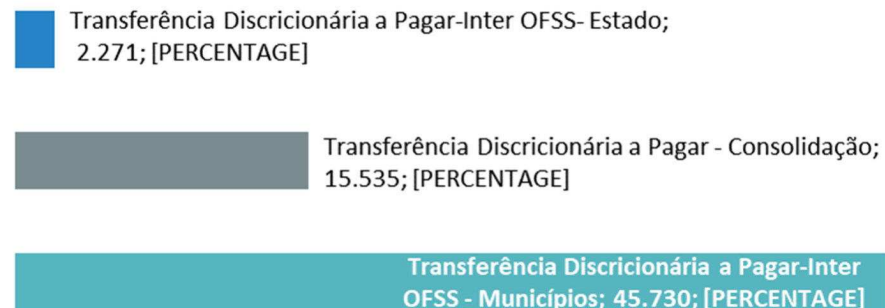 Transferência Discricionária a Pagar-Inter OFSS- Estado;
2.271; [PERCENTAGE]
Transferência Discricionária a Pagar - Consolidação;
15.535; [PERCENTAGE]
Transferência Discricionária a Pagar-Inter
OFSS - Municípios; 45.730; [PERCENTAGE]